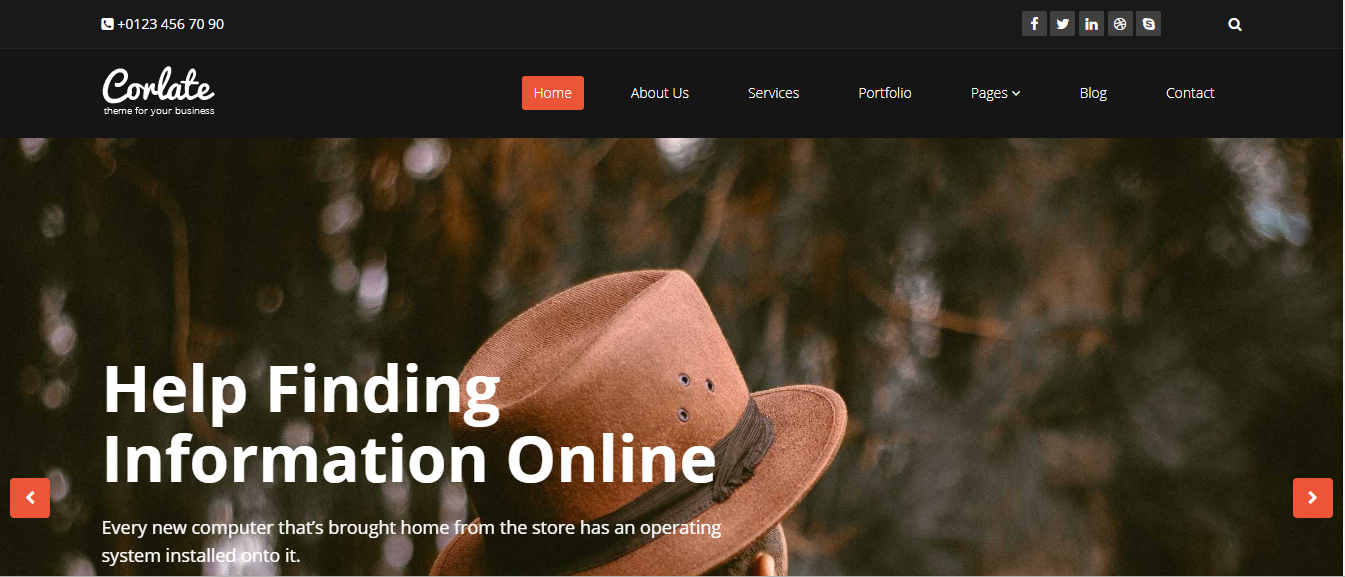 +0123 456 70 90
Corlate
theme for your business
Home About Us Services Portfolio Pages Blog Contact
Help Finding
Information Online
Every new computer that’s brought home from the store has an operating
system installed onto it.